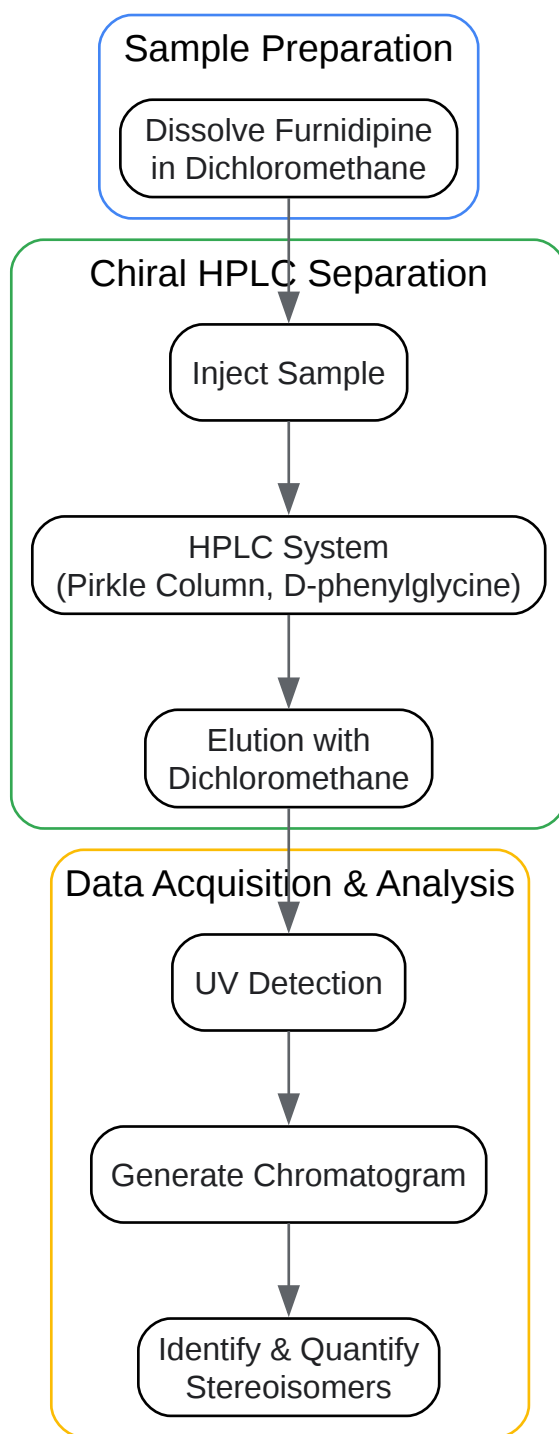 Sample Preparation
Dissolve Furnidipine
in Dichloromethane
Chiral HPLC Separation
Inject Sample
HPLC System
(Pirkle Column, D-phenylglycine)
Elution with
Dichloromethane
Data Acquisition & Analysis
UV Detection
Generate Chromatogram
Identify & Quantify
Stereoisomers